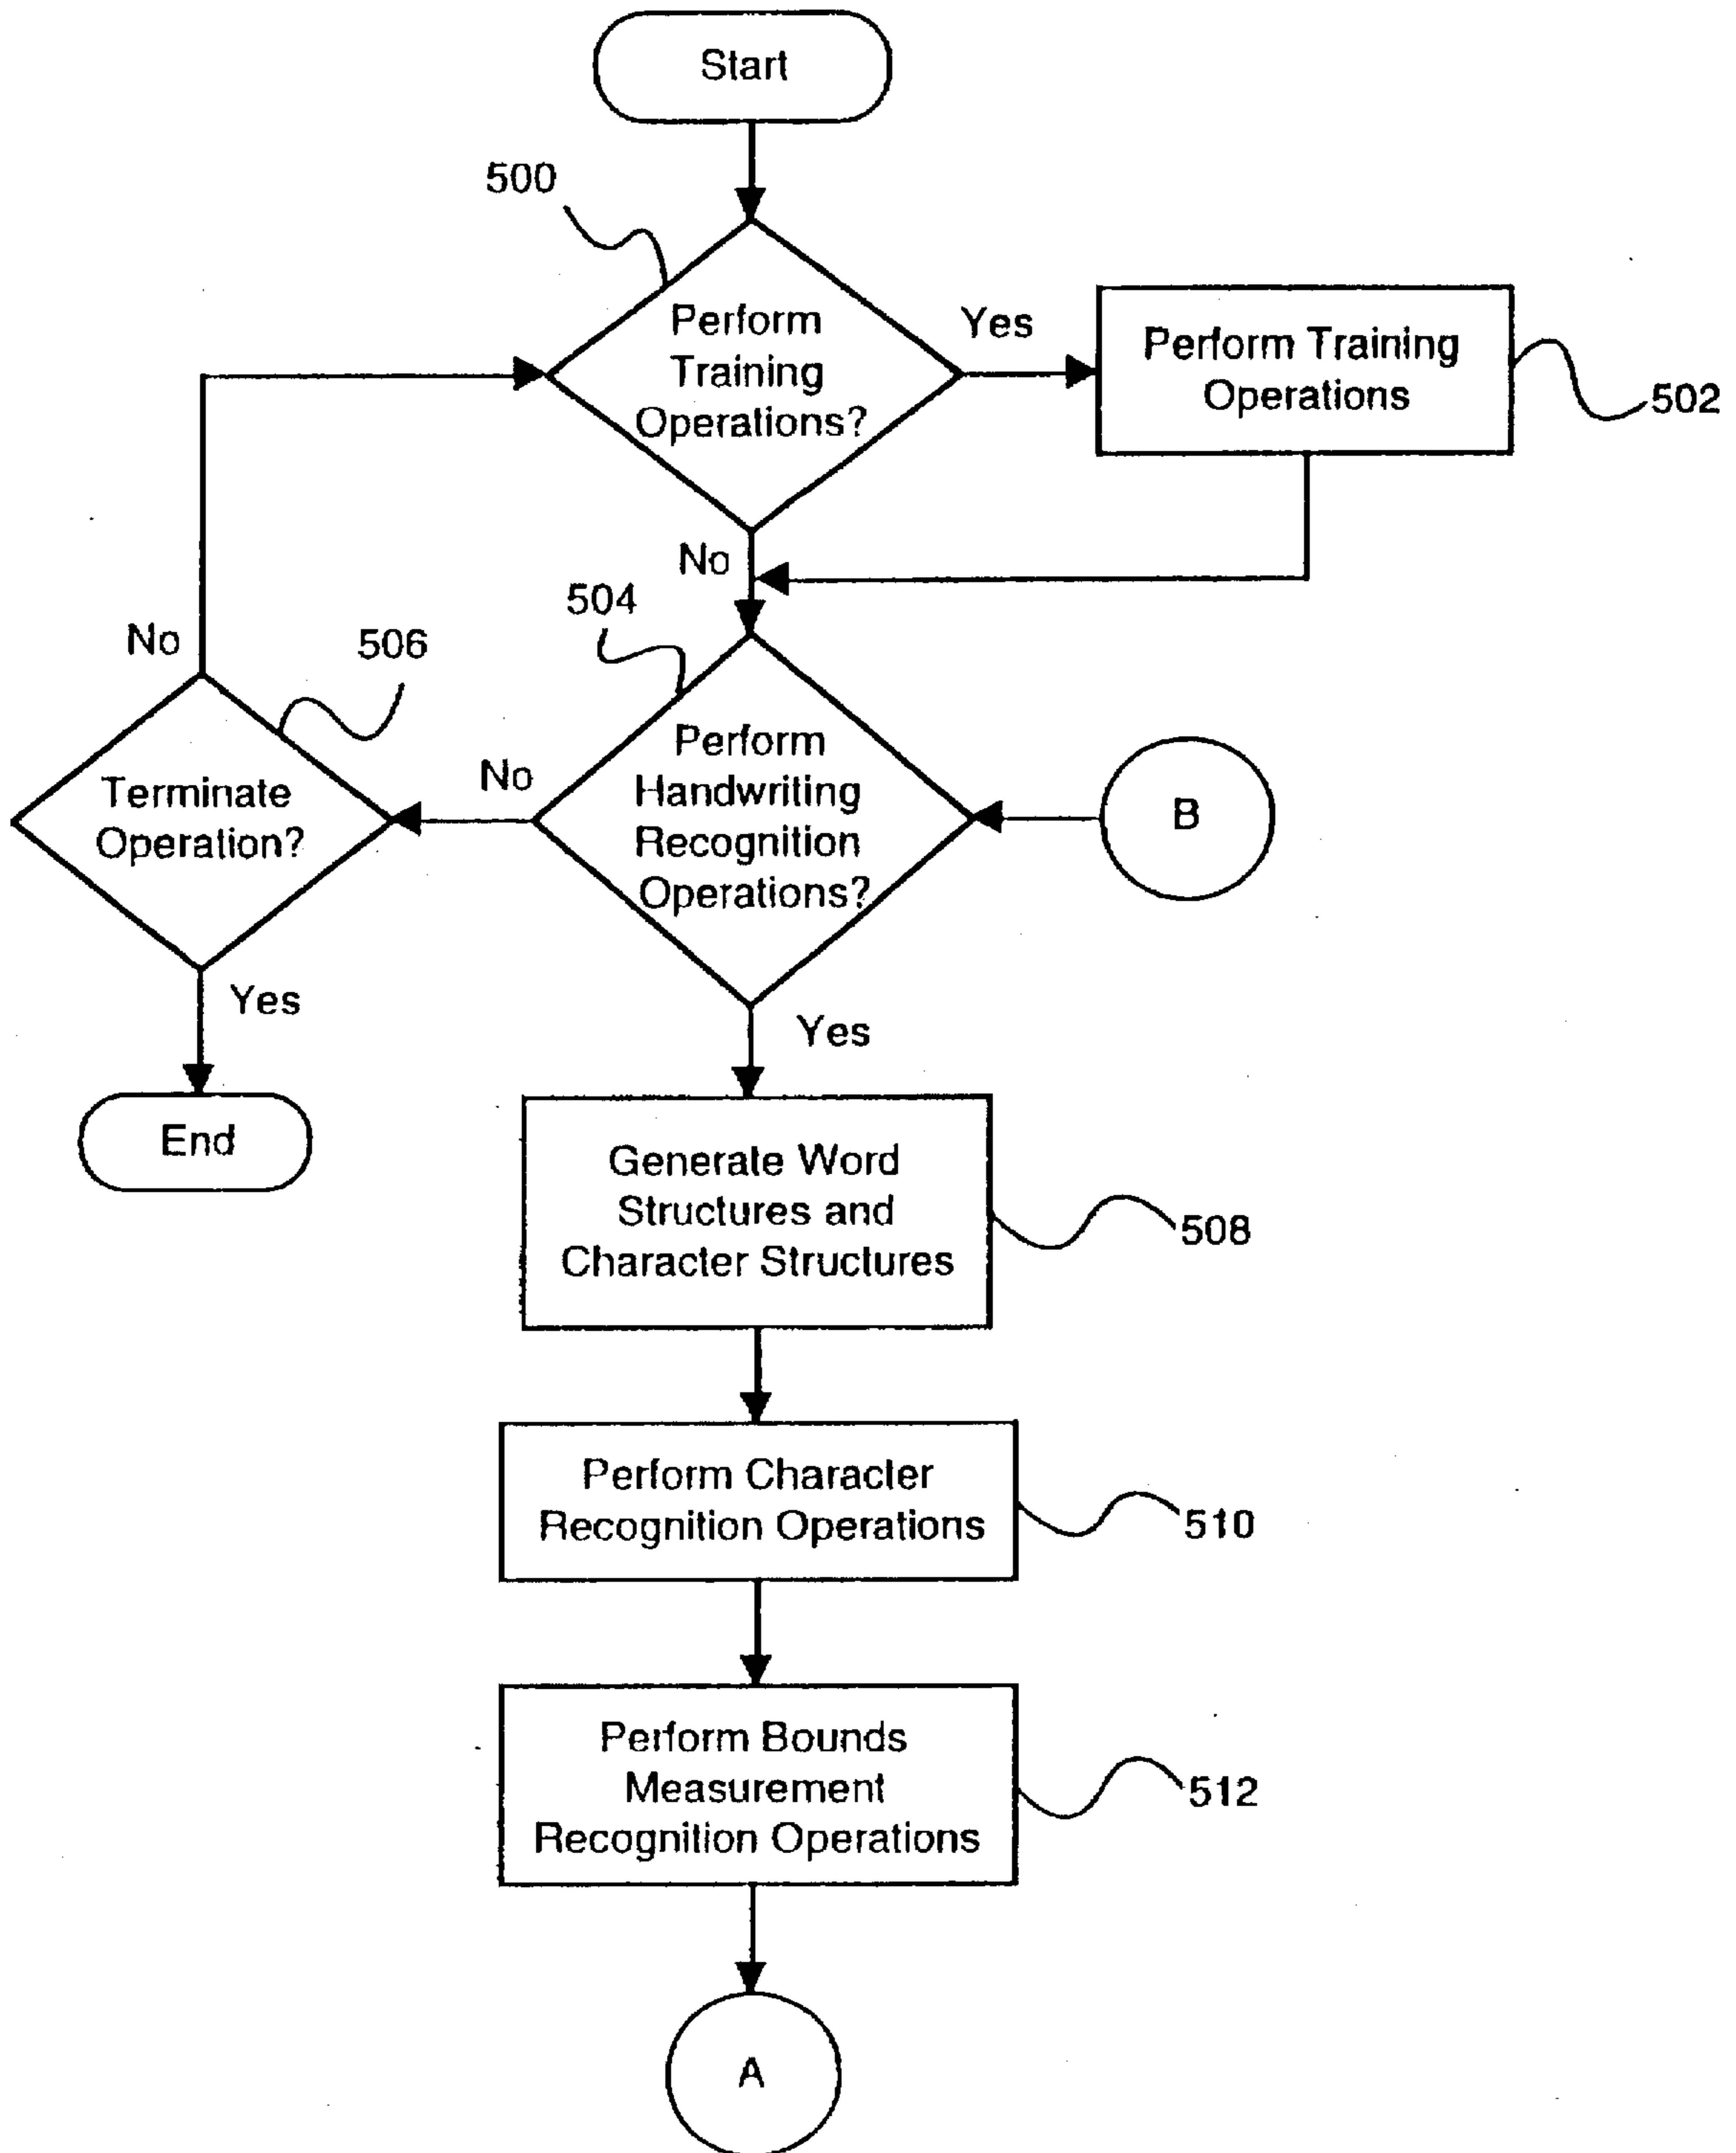 Start
500
Perform
Training
Operations?
Yes
Perform Training
Operations
502
No
504
No
506
Terminate
Operation?
No
Perform
Handwriting
Recognition
Operations?
B
Yes
End
Yes
Generate Word
Structures and
Character Structures
508
Perform Character
Recognition Operations
510
Perform Bounds
Measurement
Recognition Operations
512
A